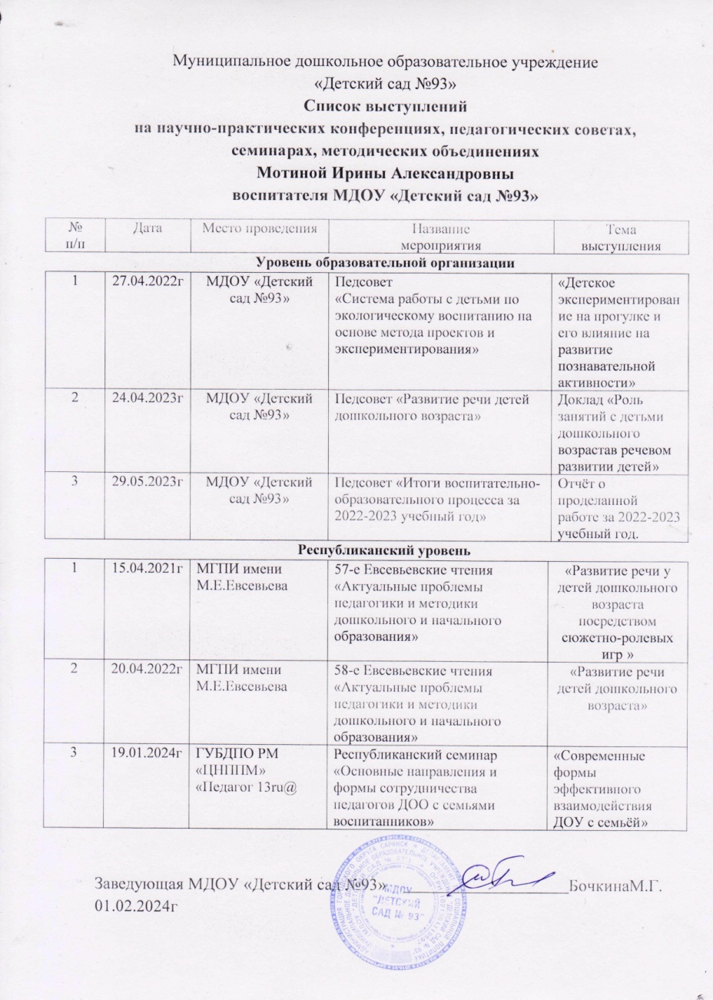 Муниципальное дошкольное образовательное учреждение
«Детский сад №93»
Список выступлений
на научно-практических конференциях, педагогических советах,
семинарах, методических объединениях
Мотиной Ирины Александровны
воспитателя МДОУ «Детский сад №93»
№ п/п
Дата
Место проведения
Название
мероприятия
Тема
выступления
Уровень образовательной организации
1
27.04.2022г
МДОУ «Детский
сад №93»
Педсовет
«Система работы с детьми по
экологическому воспитанию на
основе метода проектов и
экспериментирования»
«Детское
экспериментирован
ие на прогулке и
его влияние на
развитие
познавательной
активности»
2
24.04.2023г
МДОУ «Детский
сад №93»
Педсовет «Развитие речи детей
дошкольного возраста»
Доклад «Роль
занятий с детьми
дошкольного
возрастав речевом
развитии детей»
3
29.05.2023г
МДОУ «Детский
сад №93»
Педсовет «Итоги воспитательно-
образовательного процесса за
2022-2023 учебный год»
Отчёт о
проделанной
работе за 2022-2023
учебный год.
Республиканский уровень
1
15.04.2021г
МГПИ имени
М.Е.Евсевьева
57-е Евсевьевские чтения
«Актуальные проблемы
педагогики и методики
дошкольного и начального
образования»
«Развитие речи у
детей дошкольного
возраста
посредством
сюжетно-ролевых
игр »
2
20.04.2022г
МГПИ имени
М.Е.Евсевьева
58-е Евсевьевские чтения
«Актуальные проблемы
педагогики и методики
дошкольного и начального
образования»
«Развитие речи
детей дошкольного
возраста»
3
19.01.2024г
ГУБДПО РМ
«ЦНППМ»
«Педагог 13ru@
Республиканский семинар
«Основные направления и
формы сотрудничества
педагогов ДОО с семьями
воспитанников»
«Современные
формы
эффективного
взаимодействия
ДОУ с семьёй»
Заведующая МДОУ «Детский сад №93» БочкинаМ.Г.
01.02.2024г
МДОУ
"ДЕТСКИЙ
САД № 93"